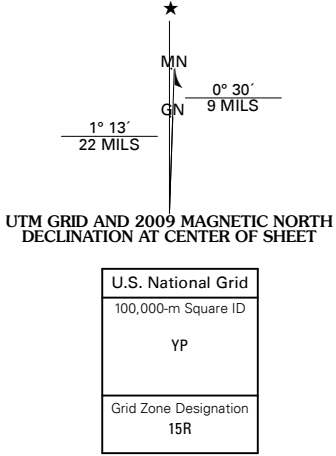 ★
MN
0° 30´
9 MILS
GN
1° 13´
22 MILS
UTM GRID AND 2009 MAGNETIC NORTH
DECLINATION AT CENTER OF SHEET
U.S. National Grid
100,000-m Square ID
YP
Grid Zone Designation
15R